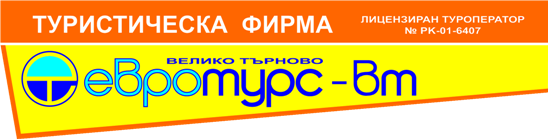 ТУРИСТИЧЕСКА ФИРМА
ЛИЦЕНЗИРАН ТУРОПЕРАТОР
№ РК-01-6407
ВЕЛИКО ТЪРНОВО
евротурс-вт